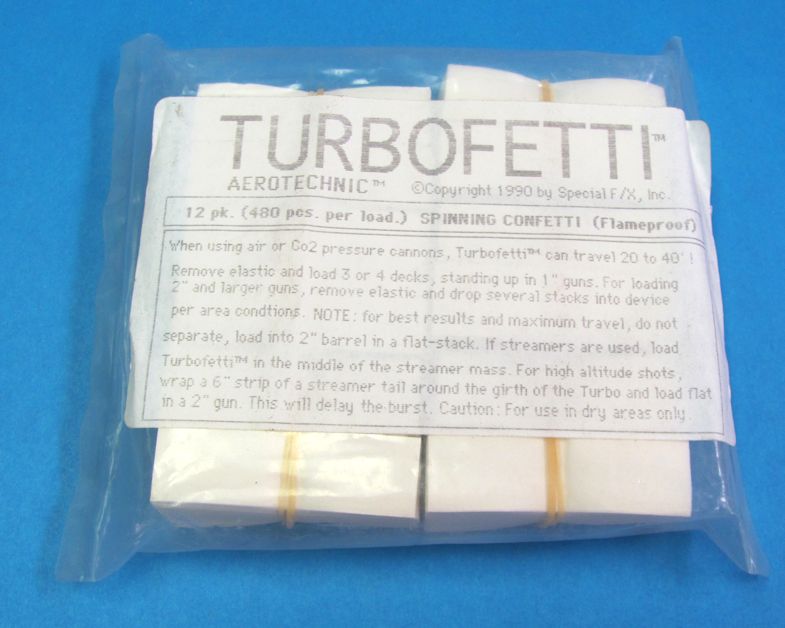 TURBOFETTI™
AEROTECHNIC™ ©Copyright 1990 by Special F/X, Inc.
12 pk. (480 pcs. per load.) SPINNING CONFETTI (Flameproof)
When using air or Co2 pressure cannons, Turbofetti™ can travel 20 to 40' !
Remove elastic and load 3 or 4 decks, standing up in 1" guns. For loading
2" and larger guns, remove elastic and drop several stacks into device
per area condtions. NOTE: for best results and maximum travel, do not
separate, load into 2" barrel in a flat-stack. If streamers are used, load
Turbofetti™ in the middle of the streamer mass. For high altitude shots,
wrap a 6" strip of a streamer tail around the girth of the Turbo and load flat
in a 2" gun. This will delay the burst. Caution: For use in dry areas only.